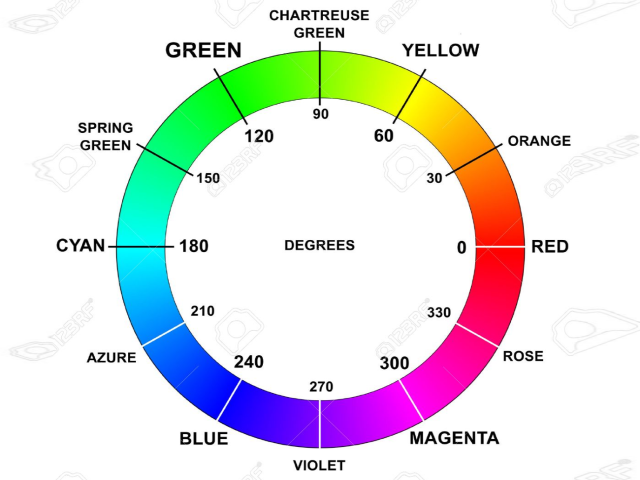 CHARTREUSE
GREEN
GREEN
YELLOW
90
120
60
SPRING
GREEN
ORANGE
150
30
CYAN
180
DEGREES
0
RED
210
330
AZURE
ROSE
240
300
270
BLUE
MAGENTA
VIOLET
123RF